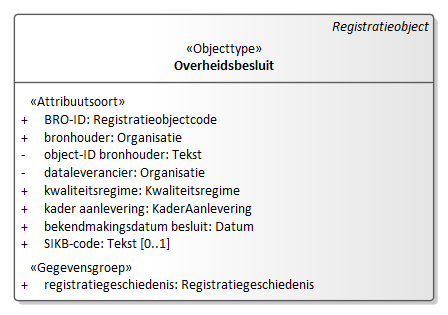 Registratieobject
«Objecttype»
Overheidsbesluit
«Attribuutsoort»
+ BRO-ID: Registratieobjectcode
+ bronhouder: Organisatie
- object-ID bronhouder: Tekst
- dataleverancier: Organisatie
+ kwaliteitsregime: Kwaliteitsregime
+ kader aanlevering: KaderAanlevering
+ bekendmakingsdatum besluit: Datum
+ SIKB-code: Tekst [0..1]
«Gegevensgroep»
+ registratiegeschiedenis: Registratiegeschiedenis